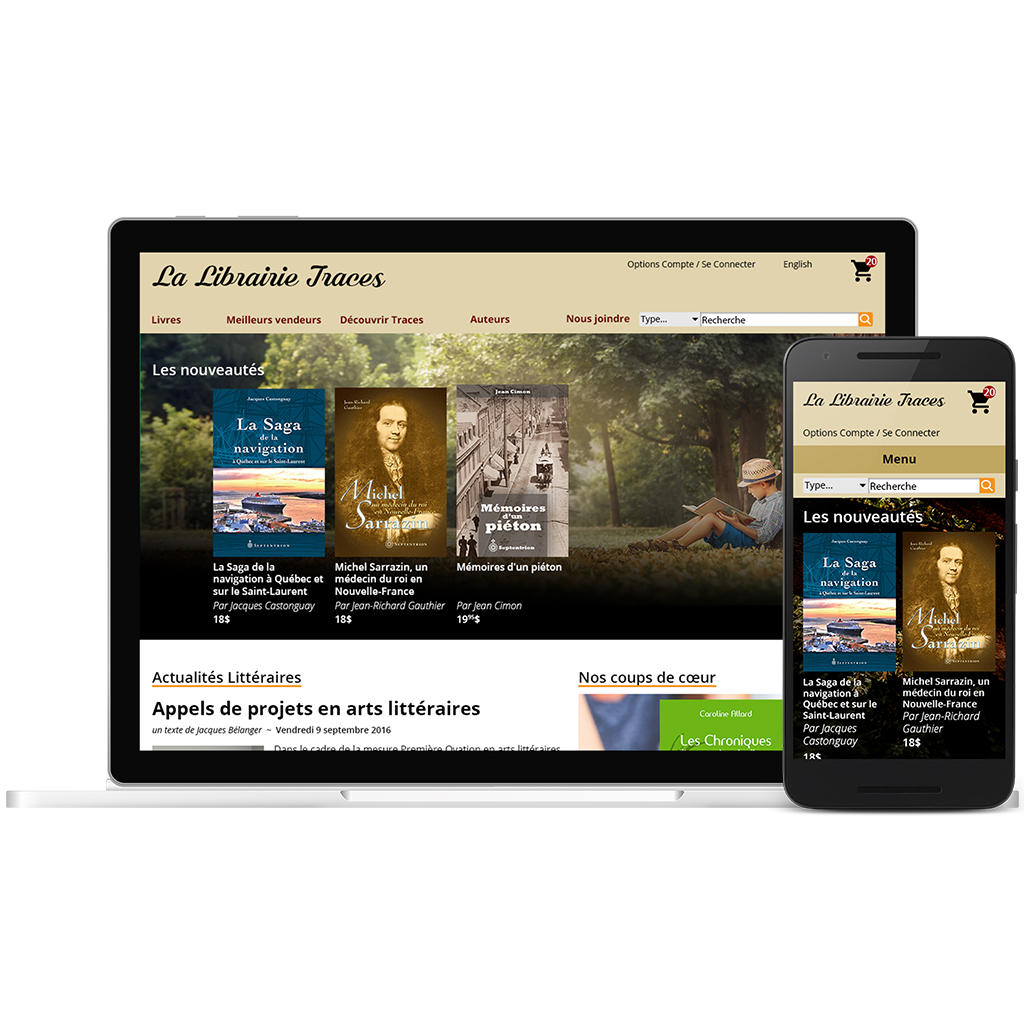 La Librairie Traces
Options Compte / Se Connecter
English
20
Livres
Meilleurs vendeurs
Découvrir Traces
Auteurs
Nous joindre
Type...
Recherche
Les nouveautés
Jacques Castonguay
La Saga
de la
navigation
à Québec et sur le Saint-Laurent
Septentrion
Jean-Richard
Gauthier
Michel
un médecin du roi
en Nouvelle-France
Sarrazin
Septentrion
Jean Cimon
Mémoires
d'un
piéton
Septentrion
La Saga de la
navigation à Québec et
sur le Saint-Laurent
Par Jacques Castonguay
18$
Michel Sarrazin, un
médecin du roi en
Nouvelle-France
Par Jean-Richard Gauthier
18$
Mémoires d'un piéton
Par Jean Cimon
19⁹⁵$
Actualités Littéraires
Appels de projets en arts littéraires
un texte de Jacques Bélanger ~ Vendredi 9 septembre 2016
Dans le cadre de la mesure Première Ovation en arts littéraires
Nos coups de cœur
Caroline Allard
Les Chroniques
La Librairie Traces
20
Options Compte / Se Connecter
Menu
Type...
Recherche
Les nouveautés
Jacques Castonguay
La Saga
de la
navigation
à Québec et sur le Saint-Laurent
Septentrion
Jean-Richard
Gauthier
Michel
un médecin du roi
en Nouvelle-France
Sarrazin
Septentrion
La Saga de la
navigation à
Québec et sur le
Saint-Laurent
Par Jacques
Castonguay
18$
Michel Sarrazin, un
médecin du roi en
Nouvelle-France
Par Jean-Richard
Gauthier
18$